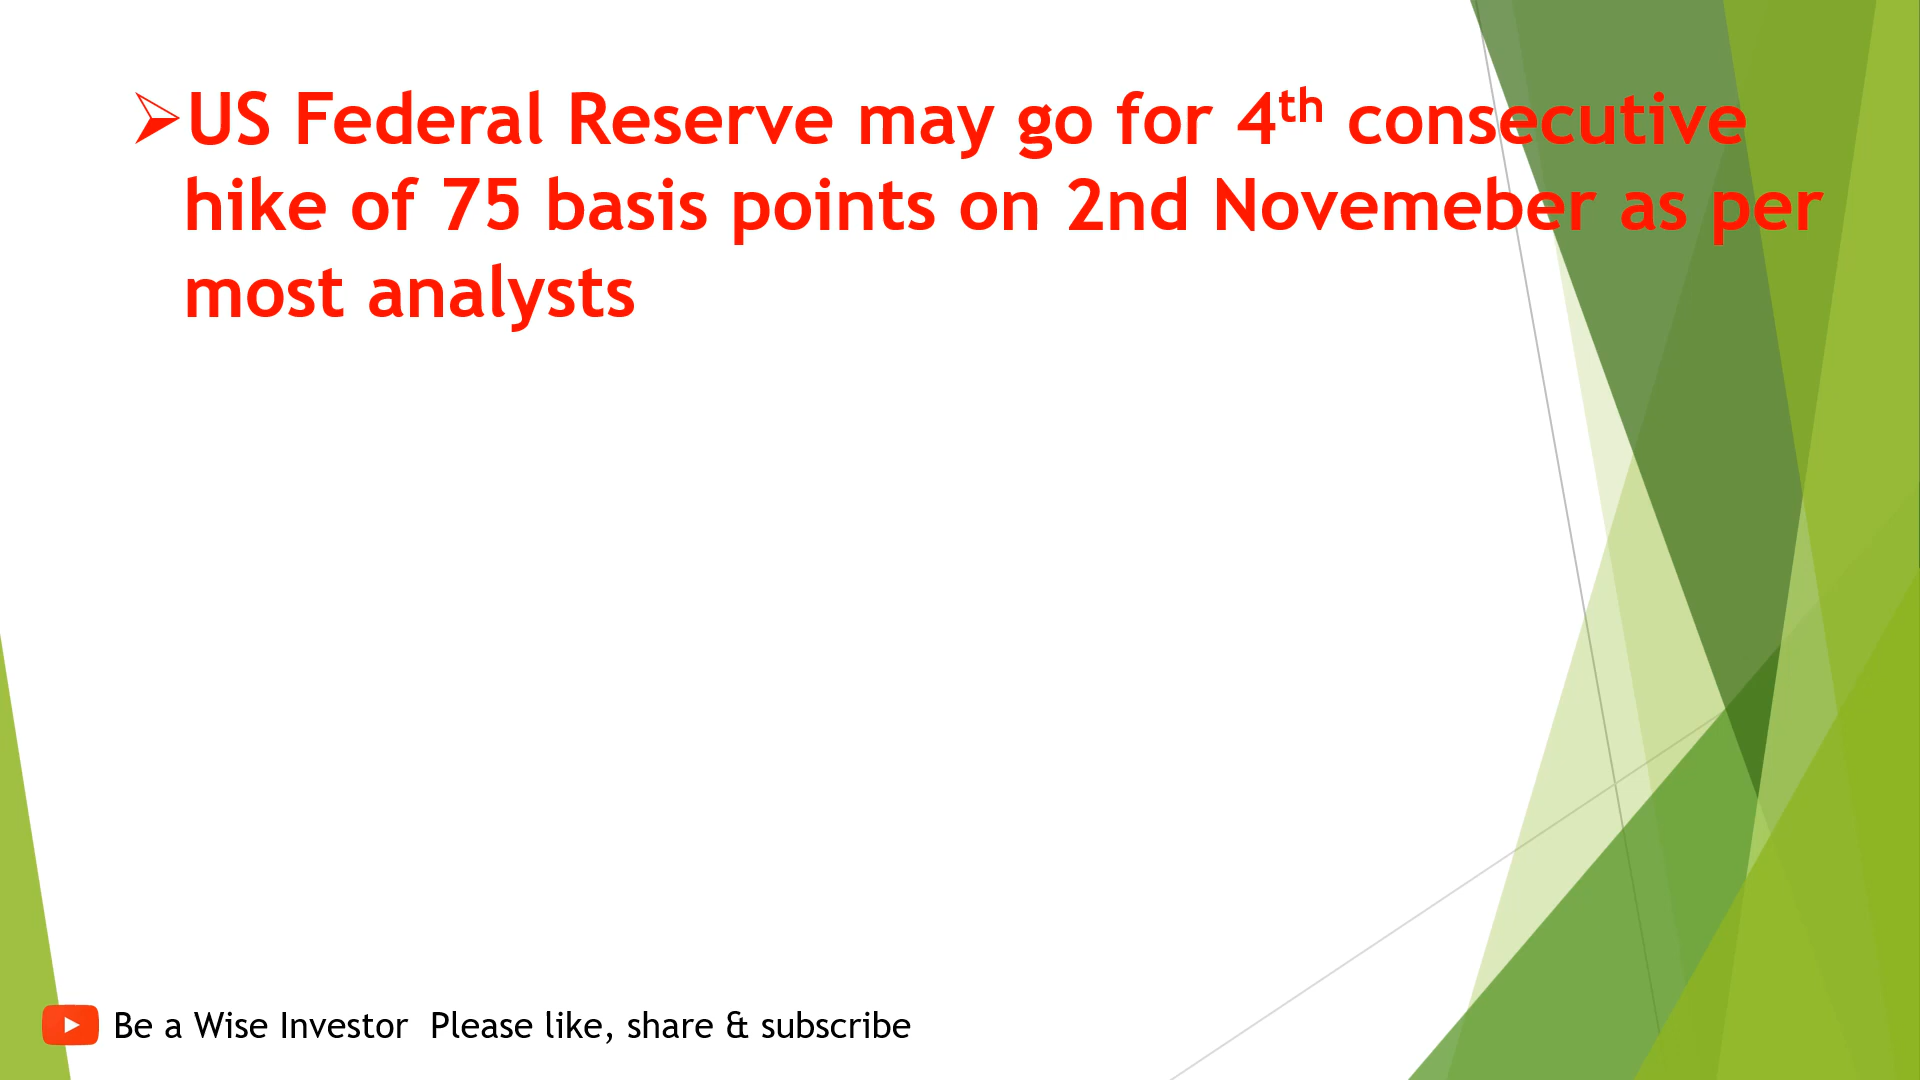 ➢US Federal Reserve may go for 4th consecutive
hike of 75 basis points on 2nd Novemeber as per
most analysts
Be a Wise Investor  Please like, share & subscribe